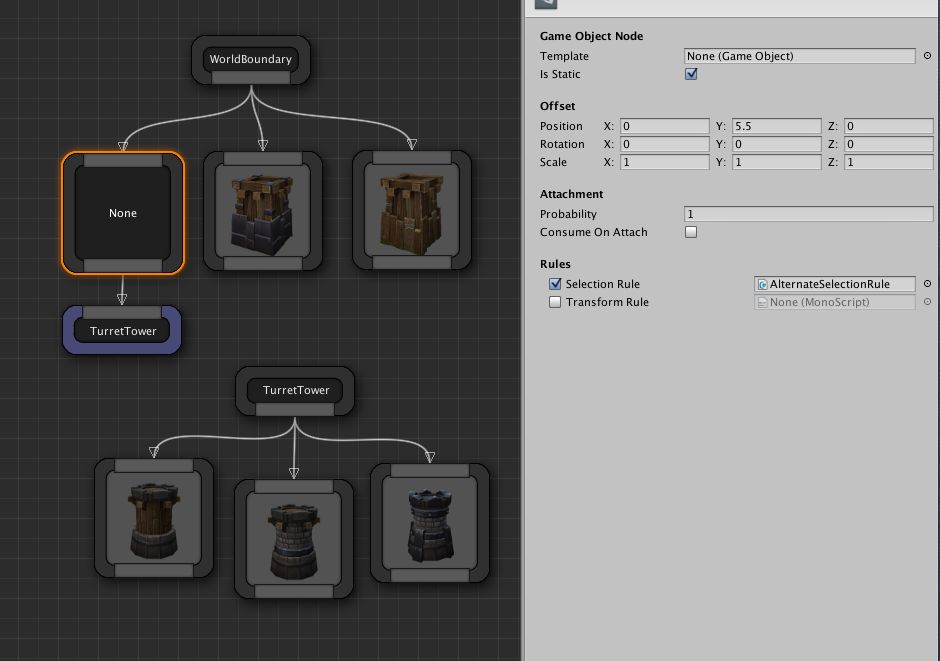 WorldBoundary
None
TurretTower
TurretTower
Game Object Node
Template None (Game Object)
Is Static
Offset
Position X: 0 Y: 5.5 Z: 0
Rotation X: 0 Y: 0 Z: 0
Scale X: 1 Y: 1 Z: 1
Attachment
Probability 1
Consume On Attach
Rules
Selection Rule AlternateSelectionRule
Transform Rule None (MonoScript)